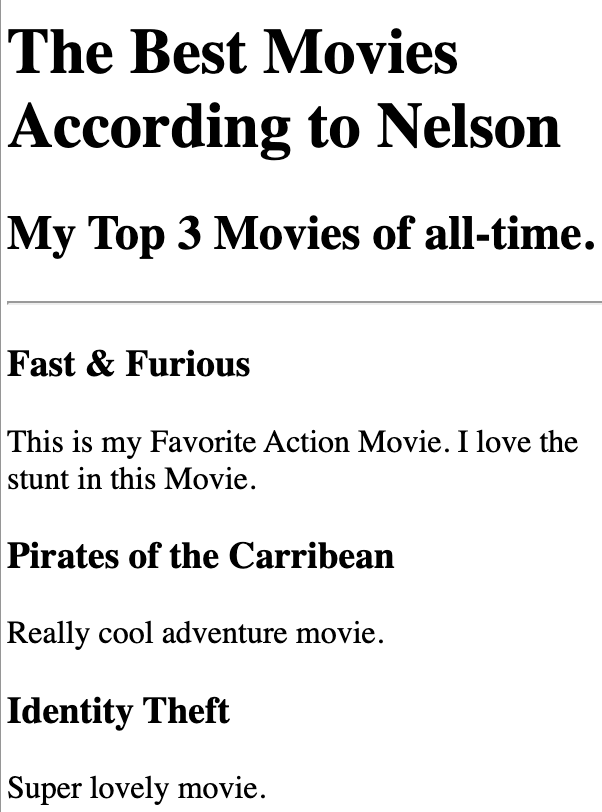 The Best Movies
According to Nelson
My Top 3 Movies of all-time.
Fast & Furious
This is my Favorite Action Movie. I love the
stunt in this Movie.
Pirates of the Carribean
Really cool adventure movie.
Identity Theft
Super lovely movie.